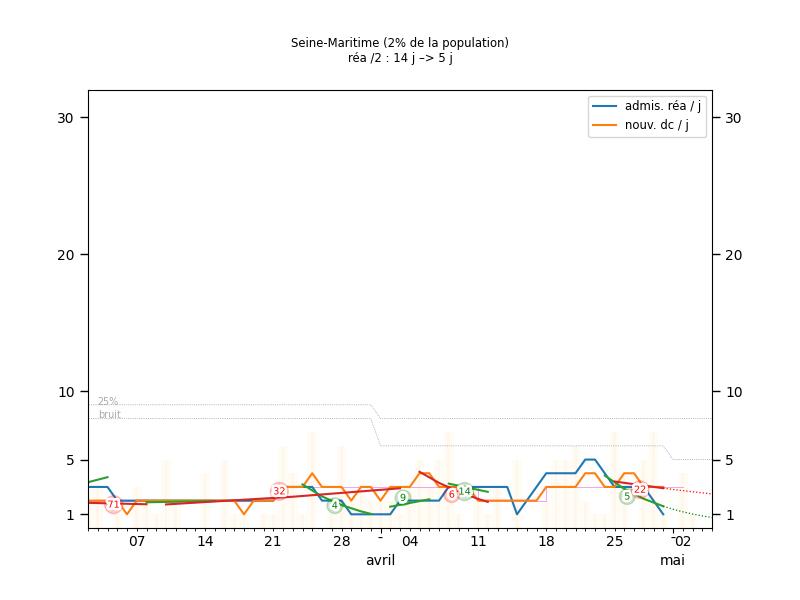 Seine-Maritime (2% de la population)
réa /2 : 14 j –> 5 j
admis. réa / j
nouv. dc / j
30 30
20 20
10 10
25%
bruit
5 5
71 32 4 9 6 14 5 22
1 1
07 14 21 28 - 04 11 18 25 -02
avril mai